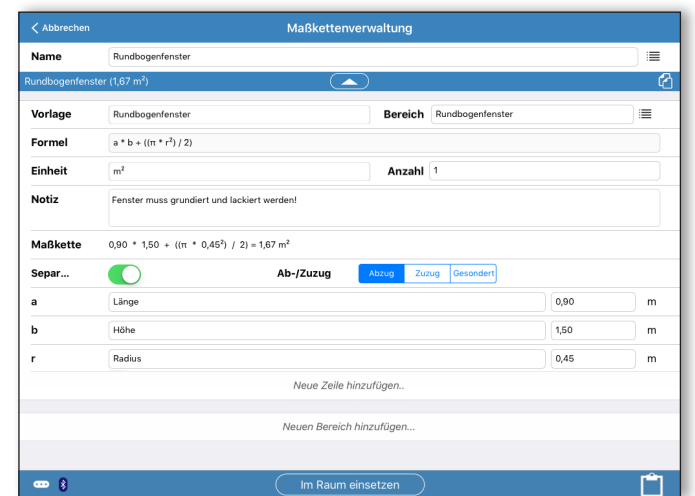 Abbrechen
Maßkettenverwaltung
Name Rundbogenfenster
Rundbogenfenster (1,67 m²)
Vorlage Rundbogenfenster Bereich Rundbogenfenster
Formel a * b + ((π * r²) / 2)
Einheit m² Anzahl 1
Notiz Fenster muss grundiert und lackiert werden!
Maßkette 0,90 * 1,50 + ((π * 0,45²) / 2) = 1,67 m²
Separ... Ab-/Zuzug Abzug Zuzug Gesondert
a Länge 0,90 m
b Höhe 1,50 m
r Radius 0,45 m
Neue Zeile hinzufügen..
Neuen Bereich hinzufügen...
Im Raum einsetzen